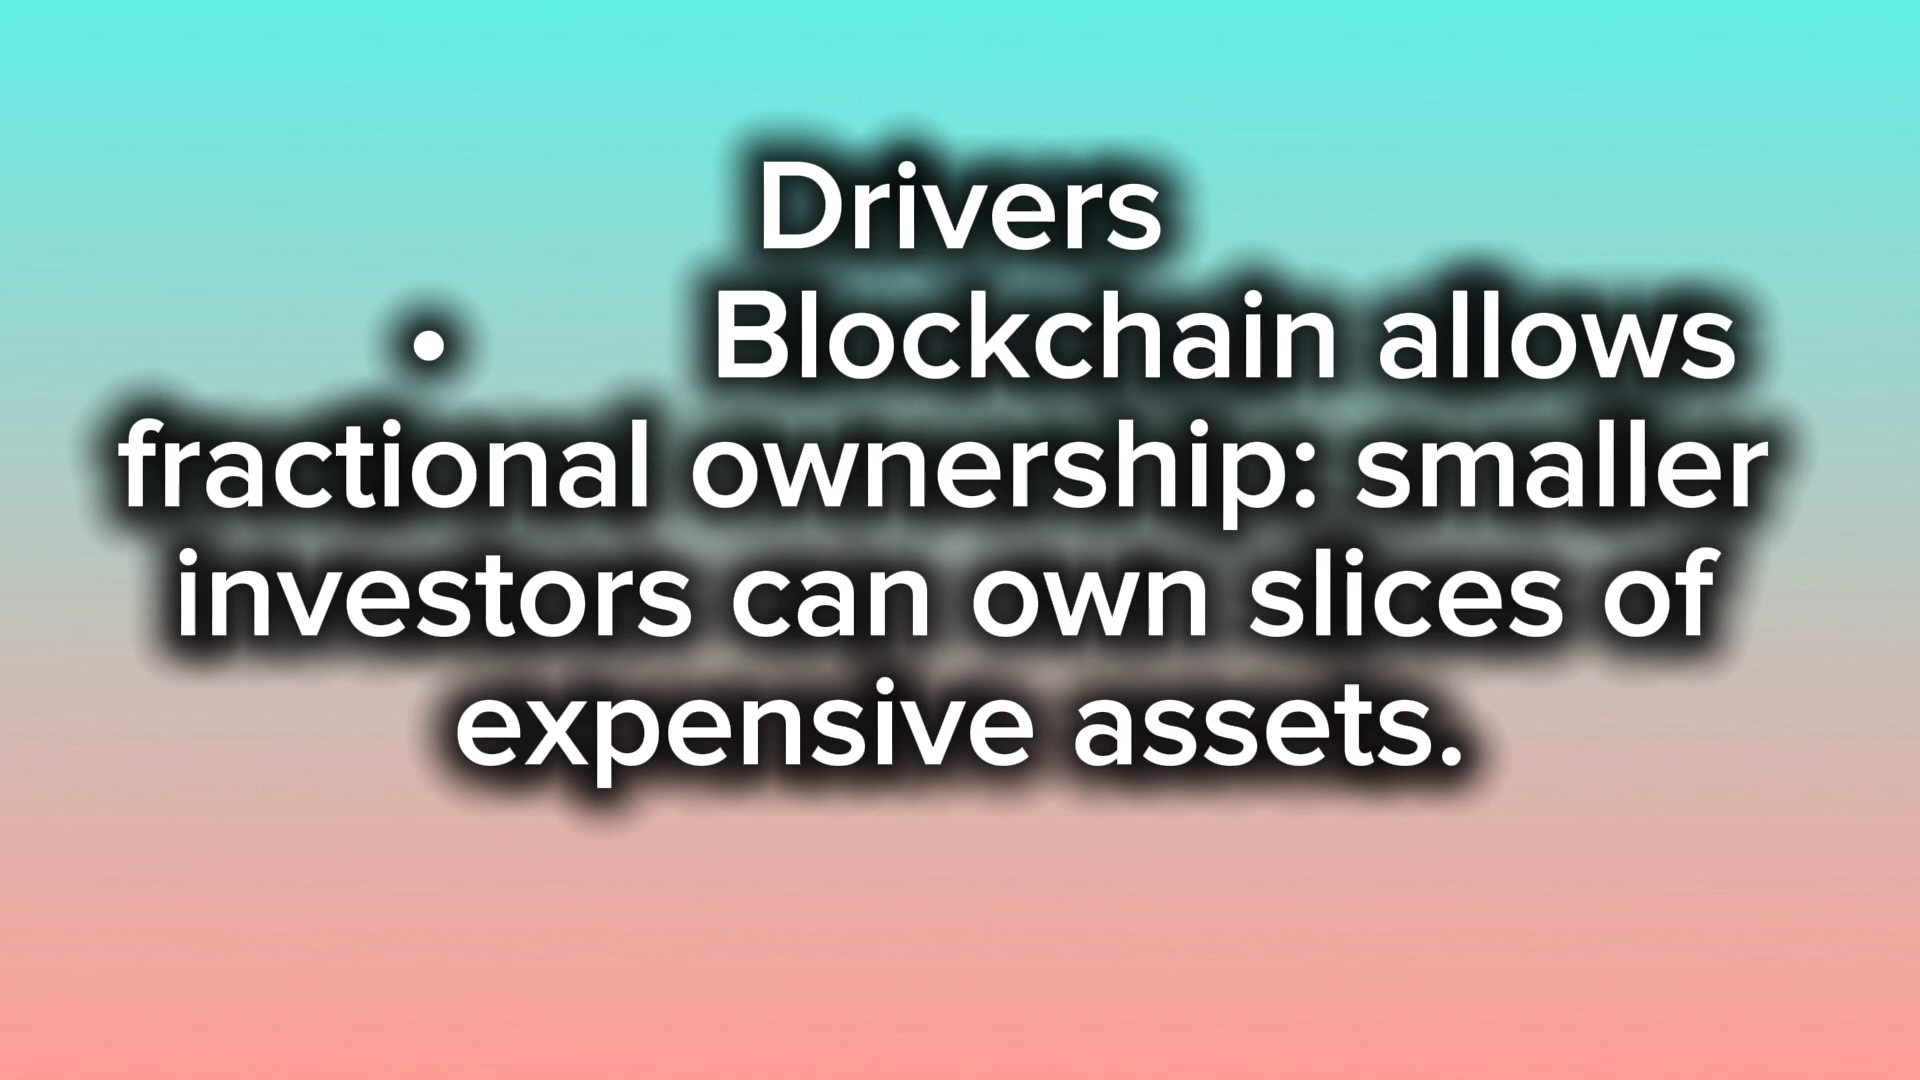 Drivers
• Blockchain allows
fractional ownership: smaller
investors can own slices of
expensive assets.